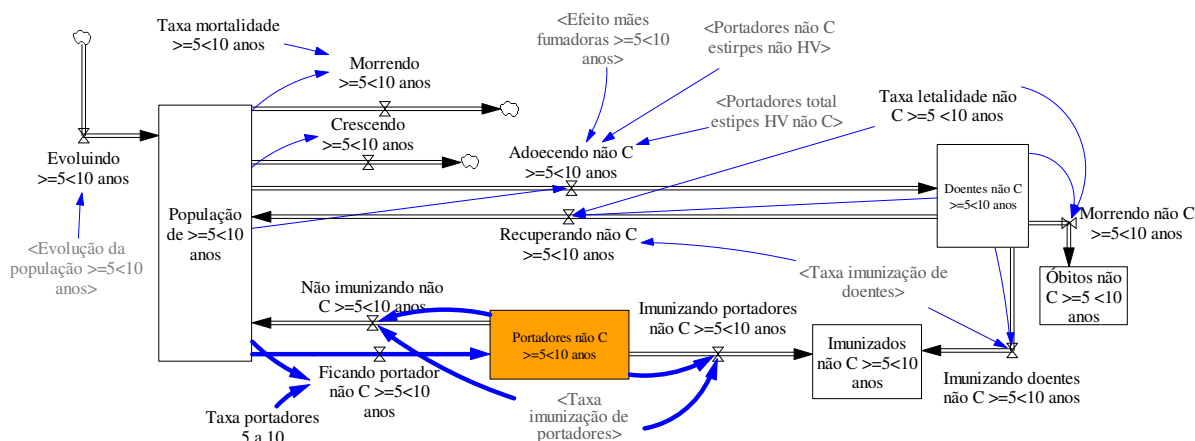 Taxa mortalidade
>=5<10 anos
<Efeito mães
fumadoras >=5<10
anos>
<Portadores não C
estirpes não HV>
Morrendo
>=5<10 anos
<Portadores total
estipes HV não C>
Taxa letalidade não
C >=5 <10 anos
Crescendo
>=5<10 anos
Evoluindo
>=5<10 anos
Adoecendo não C
>=5<10 anos
Doentes não C
>=5<10 anos
População
de >=5<10
anos
Recuperando não C
>=5<10 anos
Morrendo não C
>=5<10 anos
<Evolução da
população >=5<10
anos>
<Taxa imunização de
doentes>
Óbitos não
C >=5 <10
anos
Não imunizando não
C >=5<10 anos
Imunizando portadores
não C >=5<10 anos
Portadores não C
>=5<10 anos
Imunizados
não C >=5<10
anos
Ficando portador
não C >=5<10
anos
Imunizando doentes
não C >=5<10 anos
Taxa portadores
5 a 10
<Taxa
imunização de
portadores>